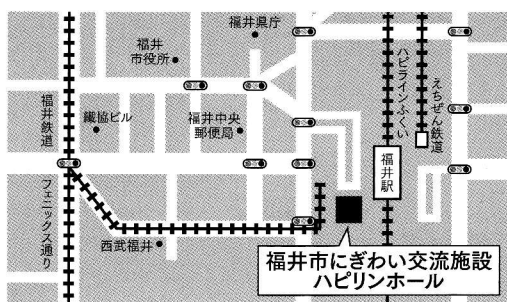 福井県庁
福井
市役所
ハピラインふくい
えちぜん鉄道
福井鉄道
繊協ビル
福井中央
郵便局
福井駅
フェニックス通り
西武福井
福井市にぎわい交流施設
ハピリンホール